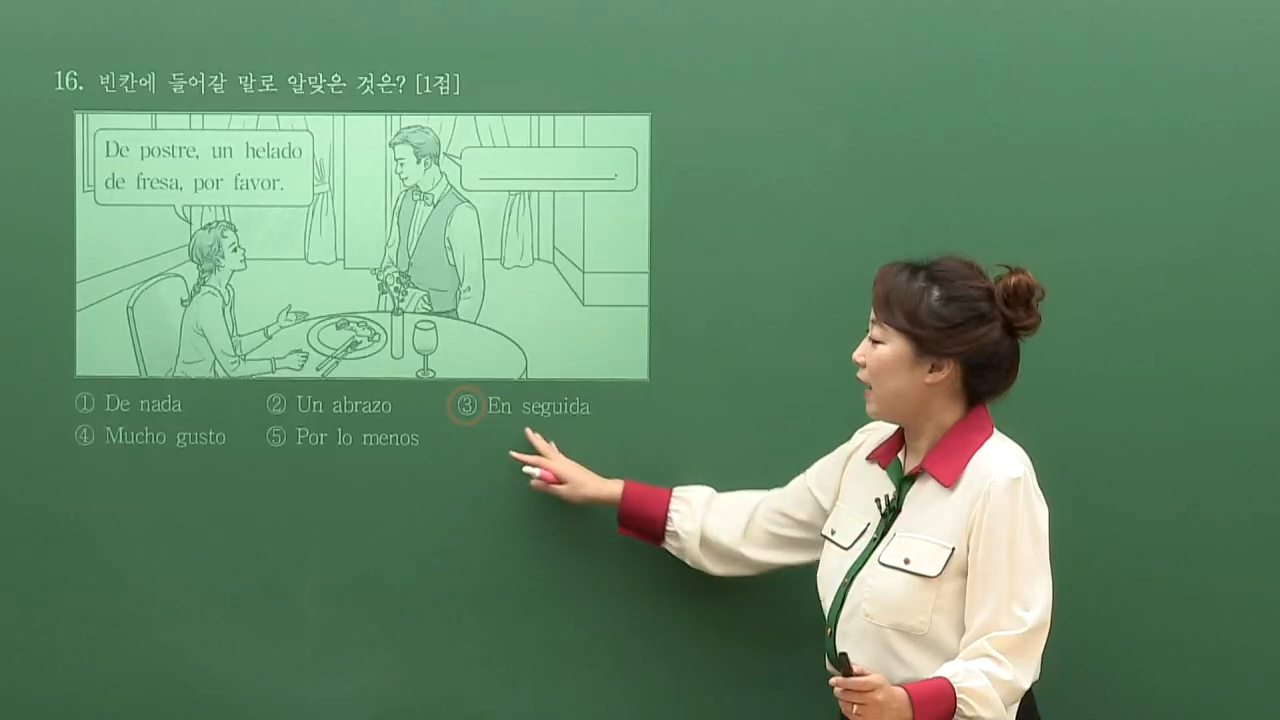 16. 빈칸에 들어갈 말로 알맞은 것은? [1점]
De postre, un helado
de fresa, por favor.
① De nada ② Un abrazo ③ En seguida
④ Mucho gusto ⑤ Por lo menos